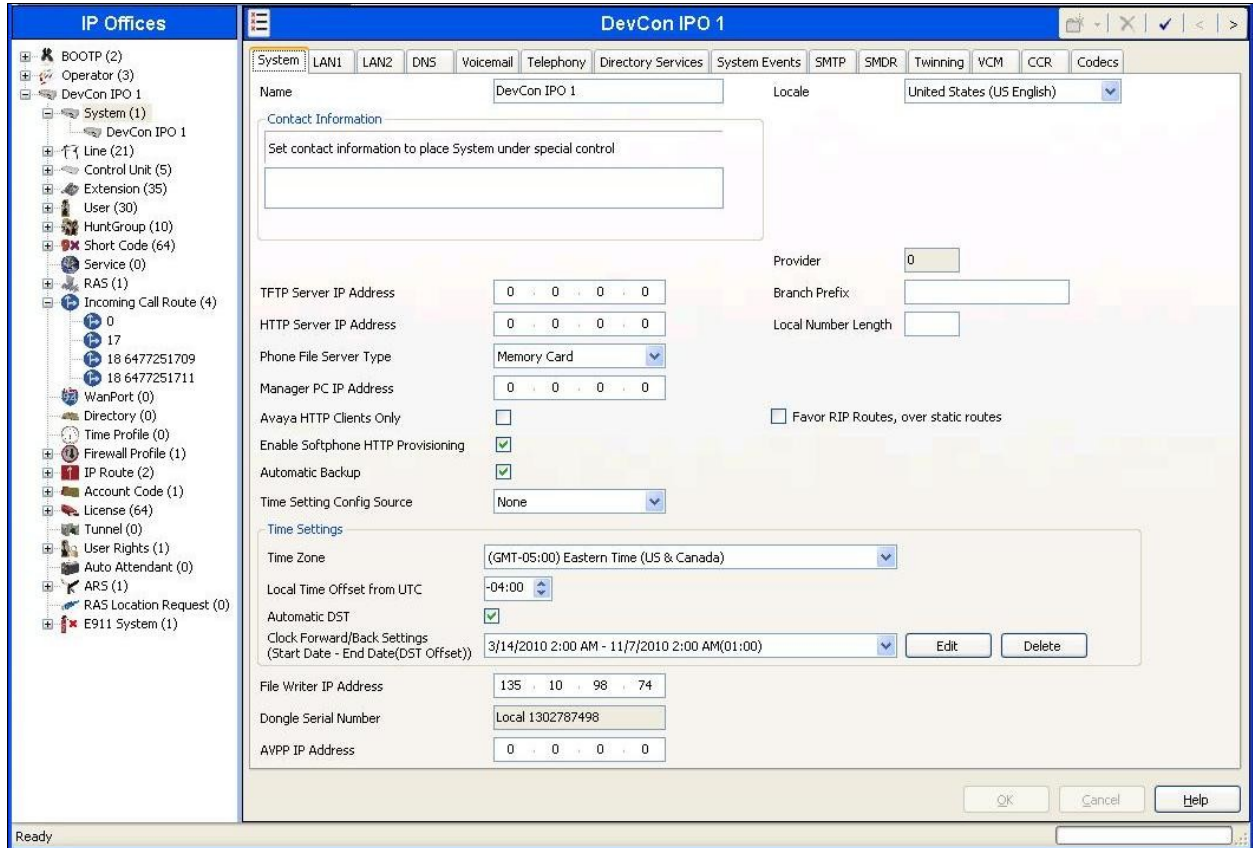 IP Offices
BOOTP (2)
Operator (3)
DevCon IPO 1
System (1)
DevCon IPO 1
Line (21)
Control Unit (5)
Extension (35)
User (30)
HuntGroup (10)
Short Code (64)
Service (0)
RAS (1)
Incoming Call Route (4)
0
17
18 6477251709
18 6477251711
WanPort (0)
Directory (0)
Time Profile (0)
Firewall Profile (1)
IP Route (2)
Account Code (1)
License (64)
Tunnel (0)
User Rights (1)
Auto Attendant (0)
ARS (1)
RAS Location Request (0)
E911 System (1)
DevCon IPO 1
System LAN1 LAN2 DNS Voicemail Telephony Directory Services System Events SMTP SMDR Twinning VCM CCR Codecs
Name DevCon IPO 1 Locale United States (US English)
Contact Information
Set contact information to place System under special control
Provider 0
TFTP Server IP Address 0 . 0 . 0 . 0 Branch Prefix
HTTP Server IP Address 0 . 0 . 0 . 0 Local Number Length
Phone File Server Type Memory Card
Manager PC IP Address 0 . 0 . 0 . 0
Avaya HTTP Clients Only Favor RIP Routes, over static routes
Enable Softphone HTTP Provisioning
Automatic Backup
Time Setting Config Source None
Time Settings
Time Zone (GMT-05:00) Eastern Time (US & Canada)
Local Time Offset from UTC -04:00
Automatic DST
Clock Forward/Back Settings
(Start Date - End Date(DST Offset)) 3/14/2010 2:00 AM - 11/7/2010 2:00 AM(01:00) Edit Delete
File Writer IP Address 135 . 10 . 98 . 74
Dongle Serial Number Local 1302787498
AVPP IP Address 0 . 0 . 0 . 0
OK Cancel Help
Ready